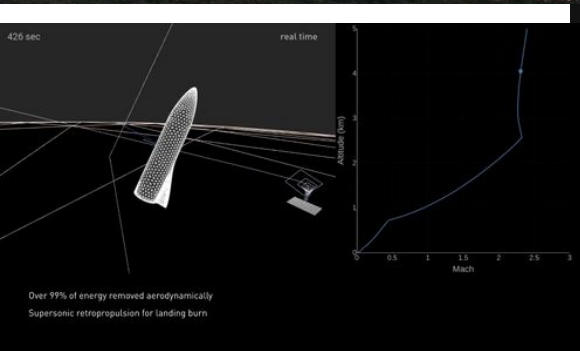 426 sec
real time
5
4
3
2
1
0
Altitude (km)
0 0.5 1 1.5 2 2.5 3
Mach
Over 99% of energy removed aerodynamically
Supersonic retropropulsion for landing burn